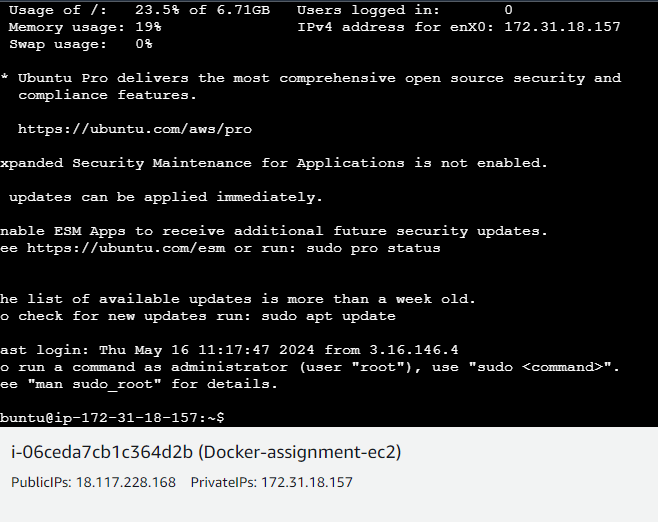 Usage of /: 23.5% of 6.71GB Users logged in: 0
Memory usage: 19% IPv4 address for enX0: 172.31.18.157
Swap usage: 0%
* Ubuntu Pro delivers the most comprehensive open source security and
compliance features.
https://ubuntu.com/aws/pro
xpanded Security Maintenance for Applications is not enabled.
updates can be applied immediately.
nable ESM Apps to receive additional future security updates.
ee https://ubuntu.com/esm or run: sudo pro status
he list of available updates is more than a week old.
o check for new updates run: sudo apt update
ast login: Thu May 16 11:17:47 2024 from 3.16.146.4
o run a command as administrator (user "root"), use "sudo <command>".
ee "man sudo_root" for details.
buntu@ip-172-31-18-157:~$
i-06ceda7cb1c364d2b (Docker-assignment-ec2)
PublicIPs: 18.117.228.168 PrivateIPs: 172.31.18.157